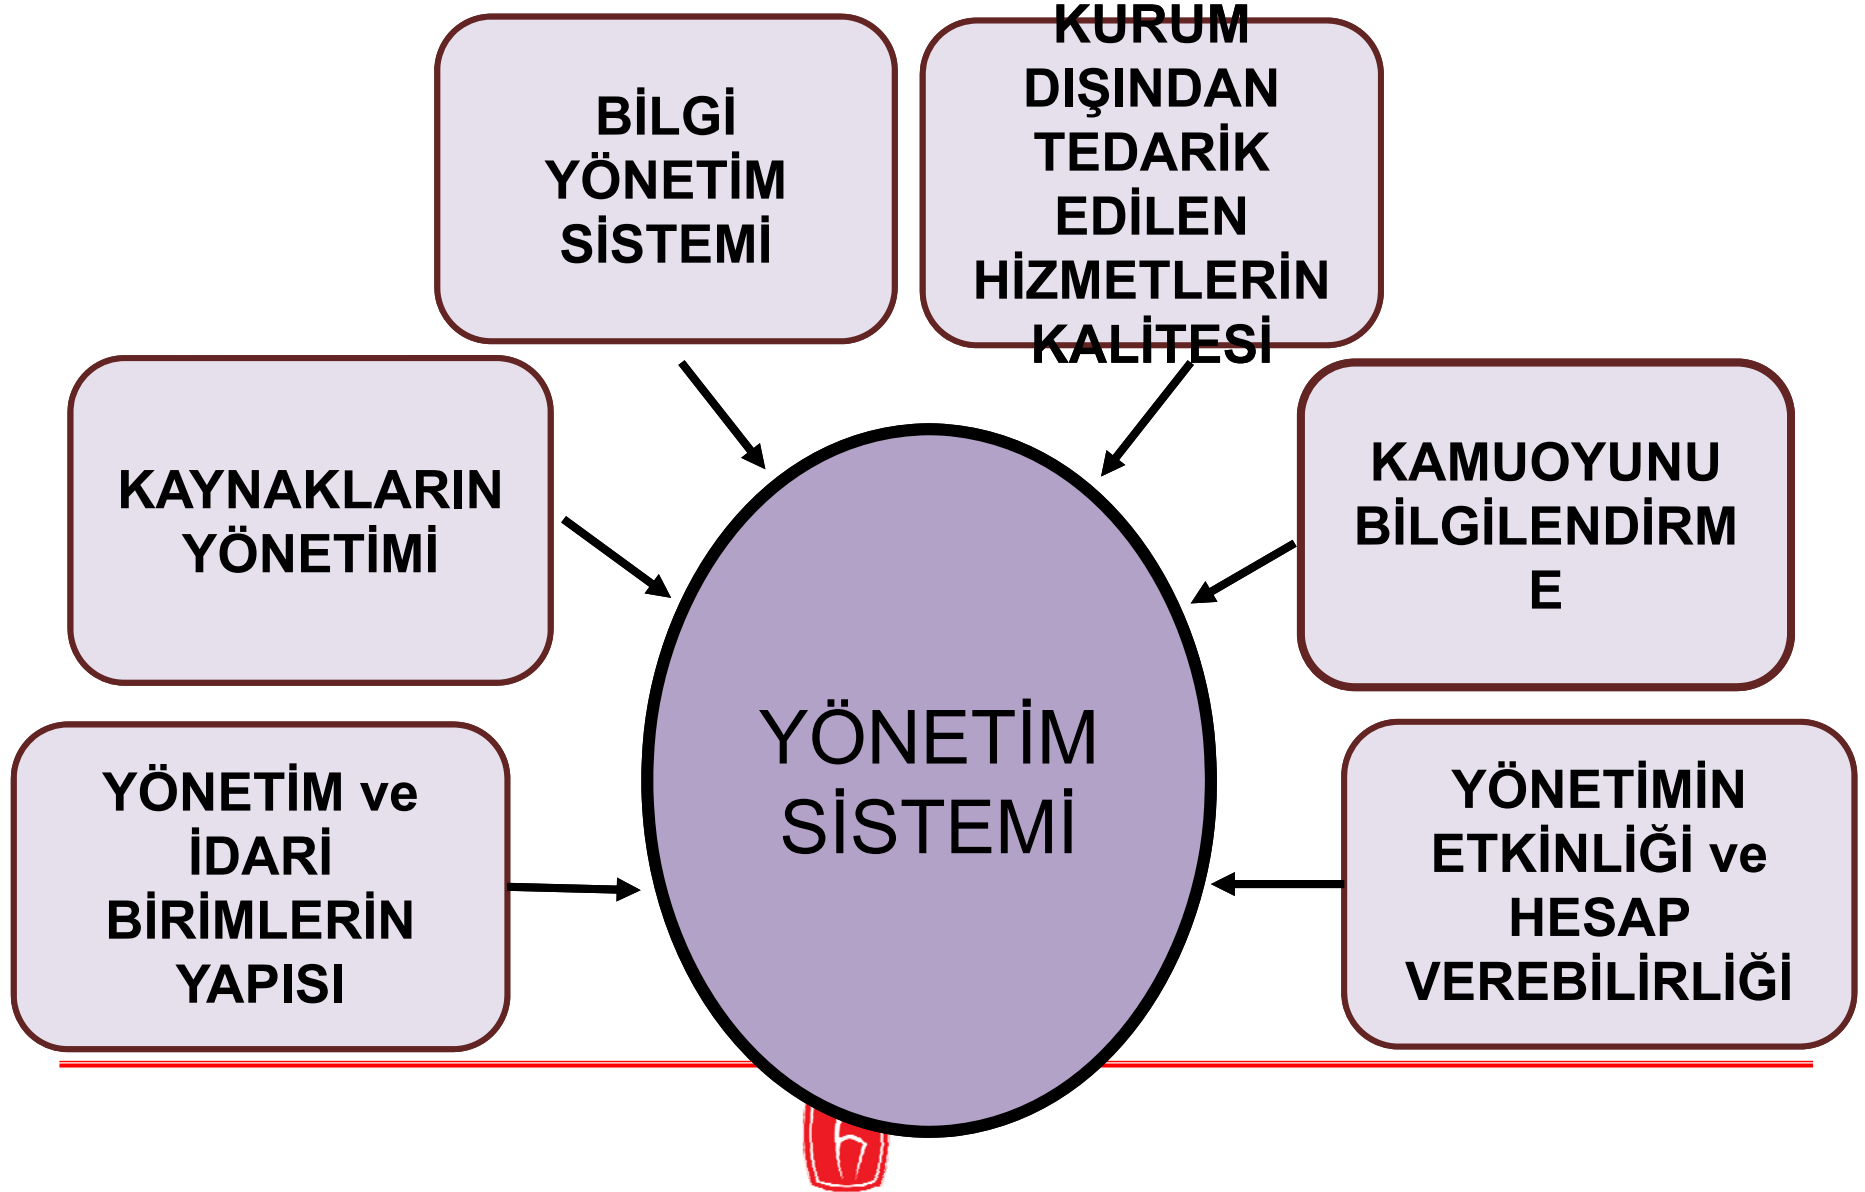 BİLGİ
YÖNETİM
SİSTEMİ
KURUM
DIŞINDAN
TEDARİK
EDİLEN
HİZMETLERİN
KALİTESİ
KAYNAKLARIN
YÖNETİMİ
KAMUOYUNU
BİLGİLENDİRM
E
YÖNETİM ve
İDARİ
BİRİMLERİN
YAPISI
YÖNETİM
SİSTEMİ
YÖNETİMİN
ETKİNLİĞİ ve
HESAP
VEREBİLİRLİĞİ